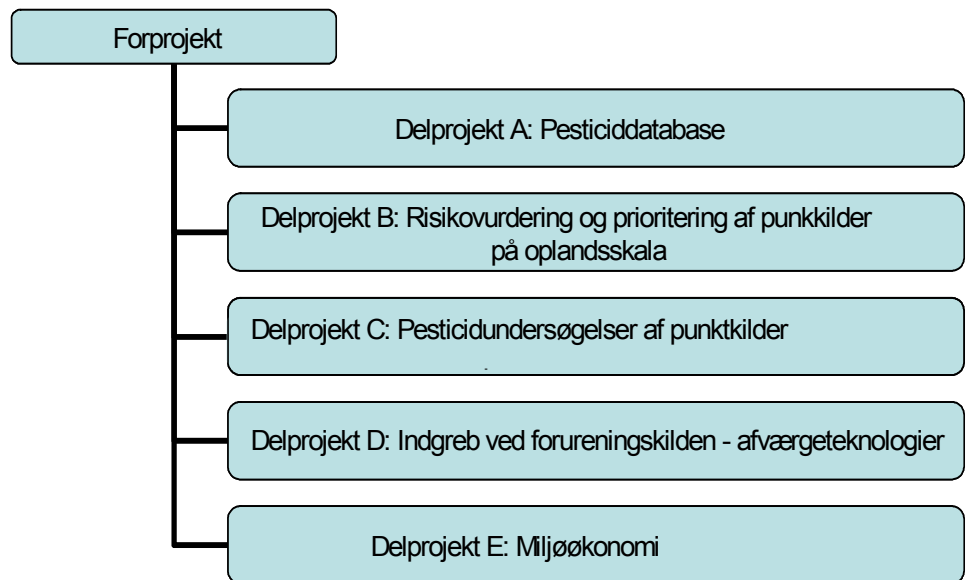 Forprojekt
Delprojekt A: Pesticiddatabase
Delprojekt B: Risikovurdering og prioritering af punkkilder
på oplandsskala
Delprojekt C: Pesticidundersøgelser af punktkilder
Delprojekt D: Indgreb ved forureningskilden - afværgeteknologier
Delprojekt E: Miljøøkonomi